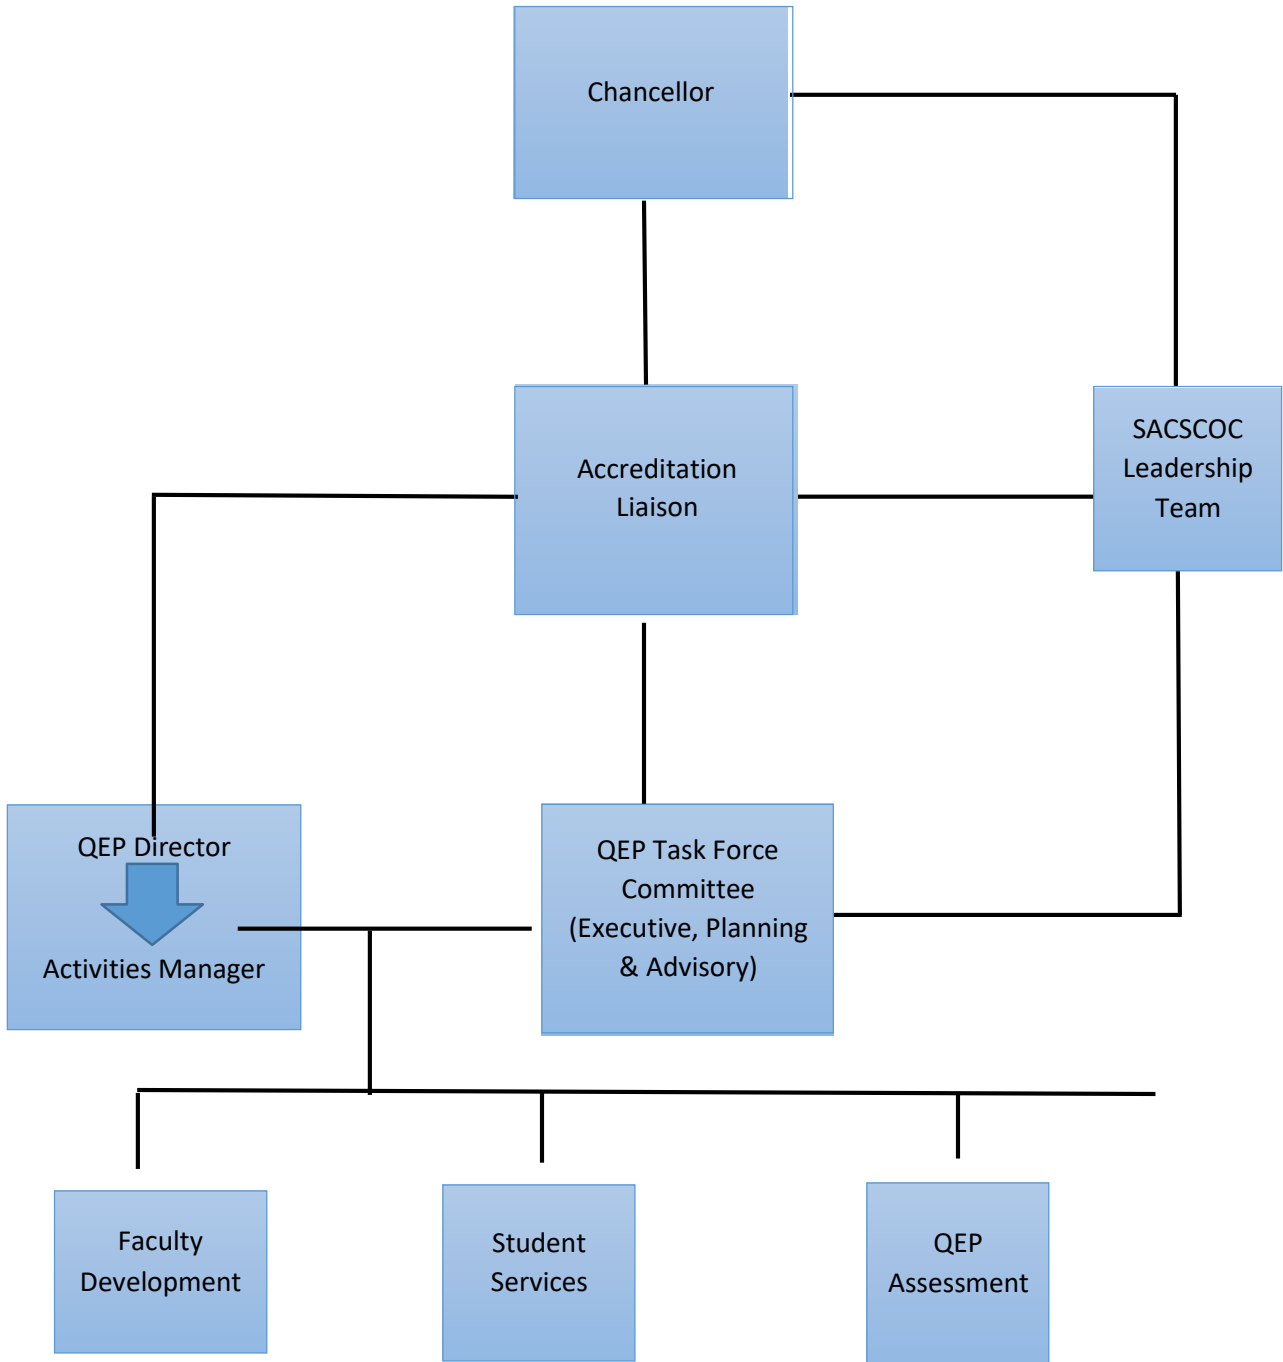 Chancellor
Accreditation
Liaison
SACSCOC
Leadership
Team
QEP Director
Activities Manager
QEP Task Force
Committee
(Executive, Planning
& Advisory)
Faculty
Development
Student
Services
QEP
Assessment